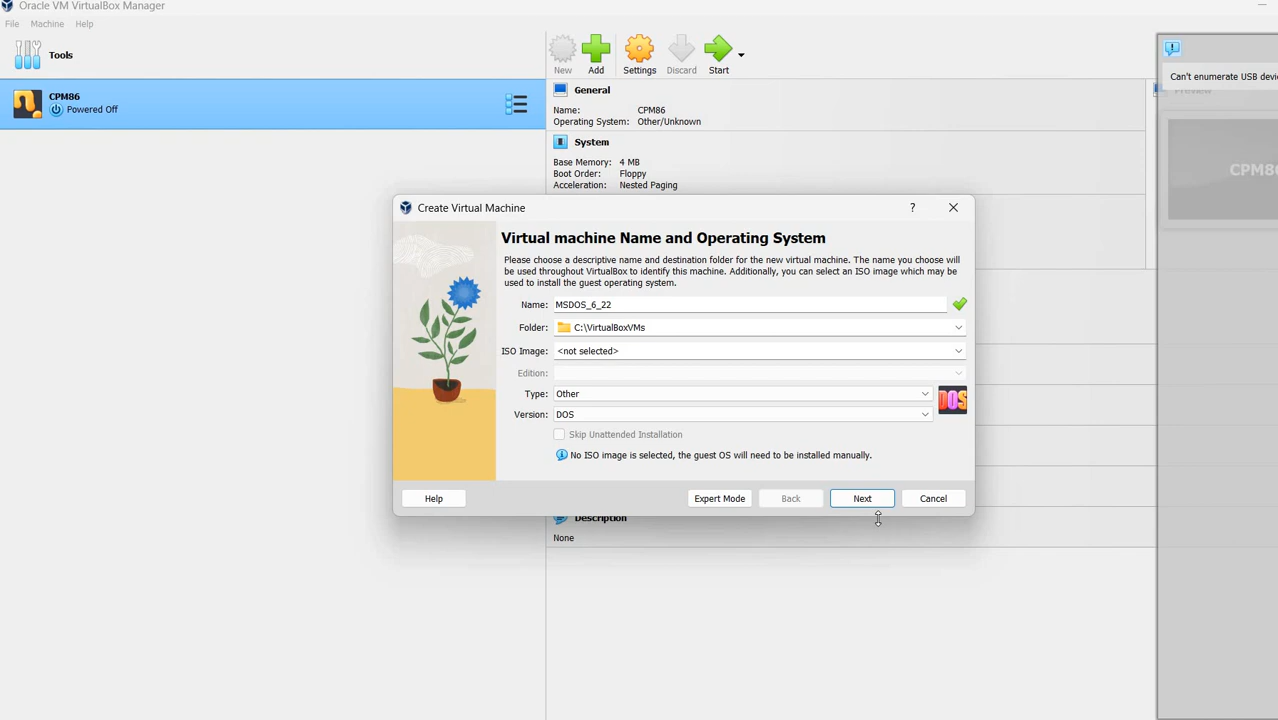 Oracle VM VirtualBox Manager
File Machine Help
Tools
New Add Settings Discard Start
CPM86
Powered Off
General
Name: CPM86
Operating System: Other/Unknown
System
Base Memory: 4 MB
Boot Order: Floppy
Acceleration: Nested Paging
Can't enumerate USB devi
Preview
CPM86
Create Virtual Machine
?
Virtual machine Name and Operating System
Please choose a descriptive name and destination folder for the new virtual machine. The name you choose will
be used throughout VirtualBox to identify this machine. Additionally, you can select an ISO image which may be
used to install the guest operating system.
Name: MSDOS_6_22
Folder: C:\VirtualBoxVMs
ISO Image: <not selected>
Edition:
Type: Other
DOS
Version: DOS
Skip Unattended Installation
No ISO image is selected, the guest OS will need to be installed manually.
Help Expert Mode Back Next Cancel
Description
None